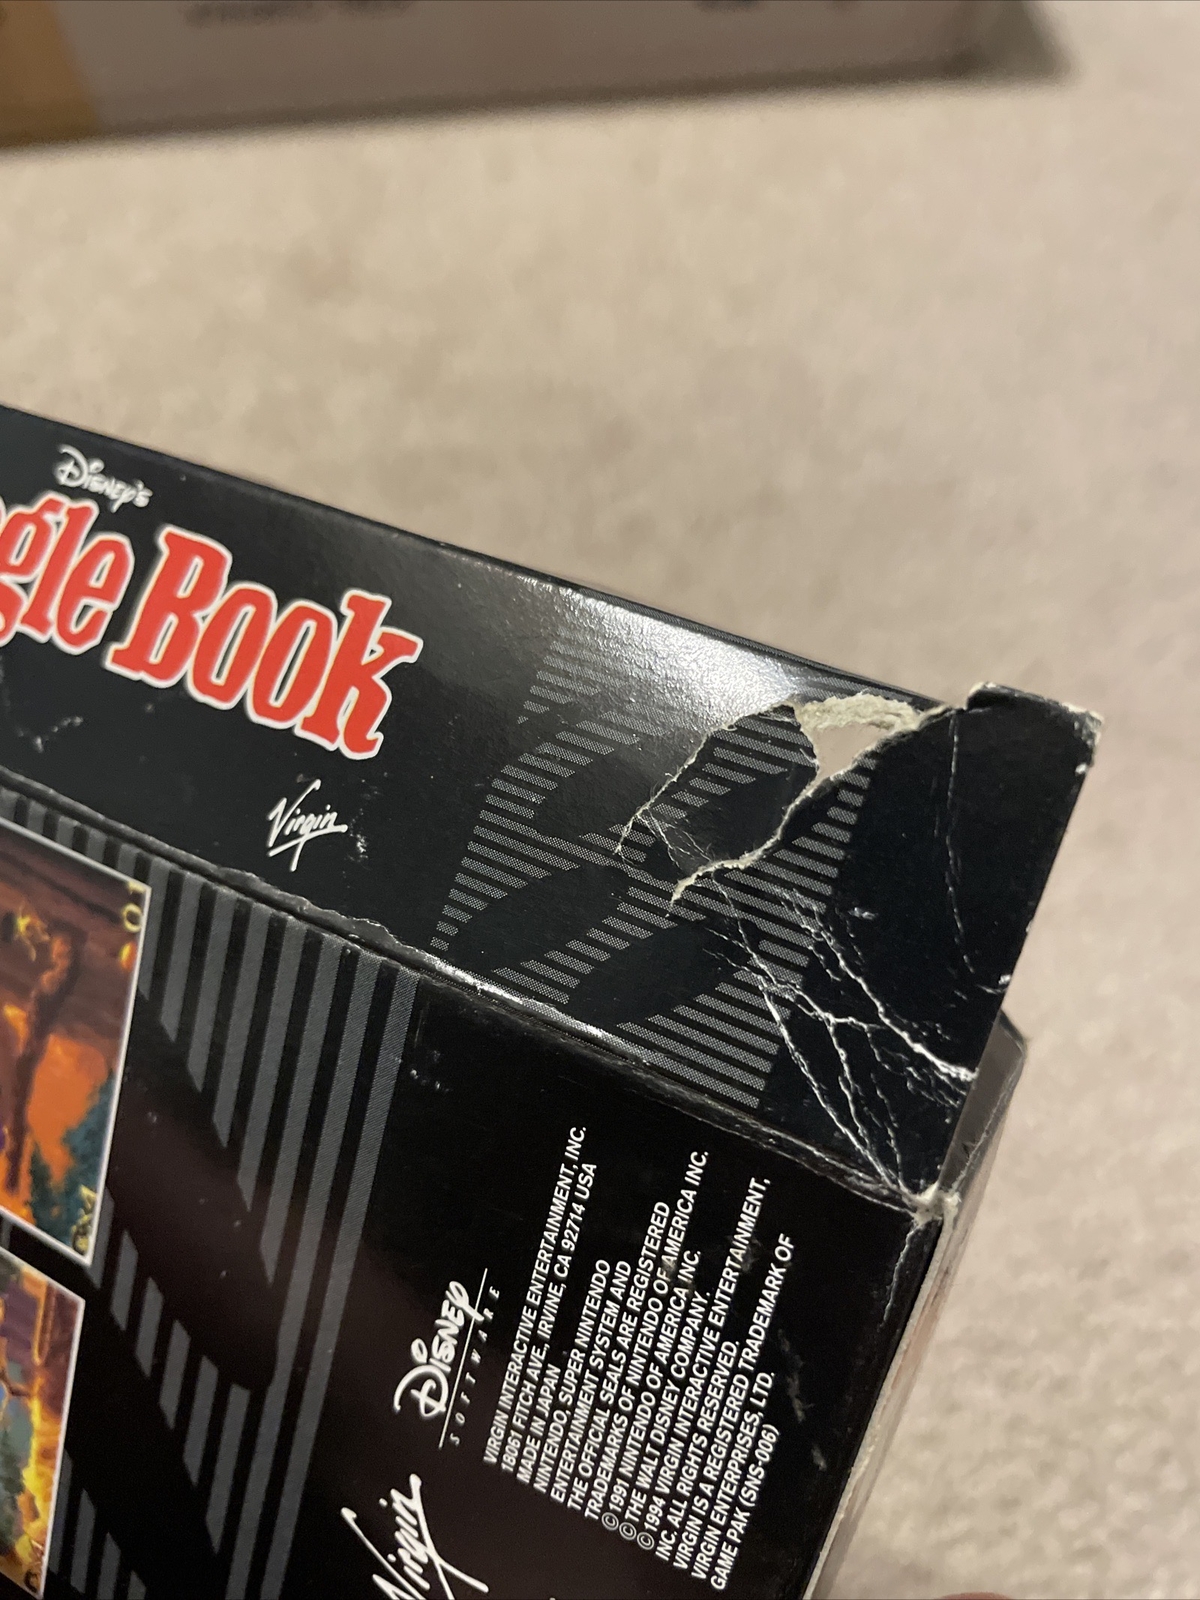 Disney's
gle Book
Virgin
Disney
SOFTWARE
Virgin
VIRGIN INTERACTIVE ENTERTAINMENT, INC.
18061 FITCH AVE. IRVINE, CA 92714 USA
MADE IN JAPAN
NINTENDO, SUPER NINTENDO
ENTERTAINMENT SYSTEM AND
THE OFFICIAL SEALS ARE REGISTERED
TRADEMARKS OF NINTENDO OF AMERICA INC.
© 1991 NINTENDO OF AMERICA INC.
© THE WALT DISNEY COMPANY.
© 1994 VIRGIN INTERACTIVE ENTERTAINMENT,
INC. ALL RIGHTS RESERVED.
VIRGIN IS A REGISTERED TRADEMARK OF
VIRGIN ENTERPRISES, LTD.
GAME PAK (SNS-006)